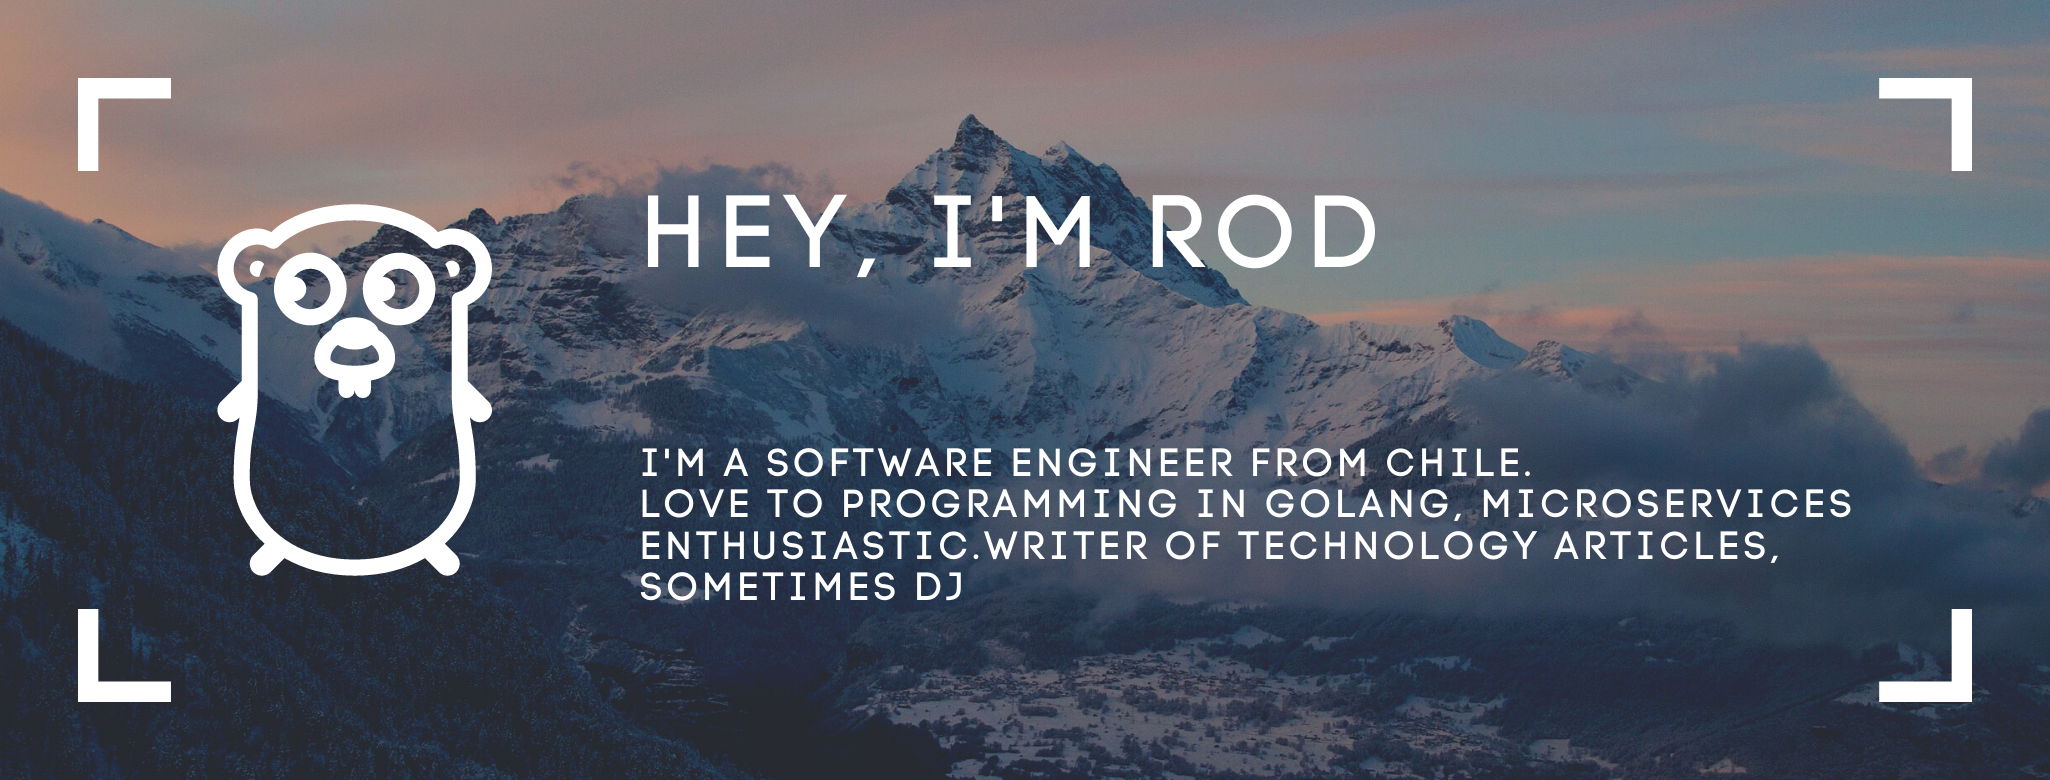 HEY, I'M ROD
I'M A SOFTWARE ENGINEER FROM CHILE.
LOVE TO PROGRAMMING IN GOLANG, MICROSERVICES
ENTHUSIASTIC.WRITER OF TECHNOLOGY ARTICLES,
SOMETIMES DJ